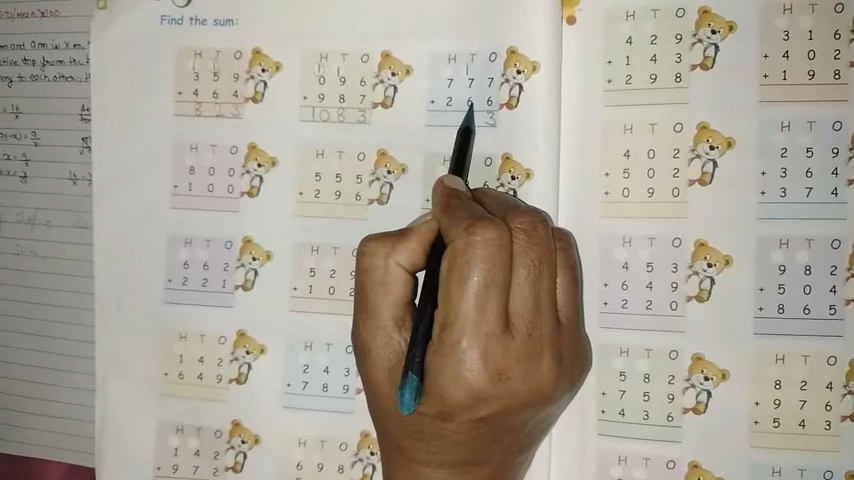 Find the sum:
H T O
1 1
3 5 9
+ 4 6 4
8 2 3
H T O
1 1
0 9 6
+ 9 8 7
1 0 8 3
H T O
1
7 7 7
+ 2 6 6
3
H T O
4 2 9
+ 1 4 3
+ 2 9 8
H T O
3 1 6
+ 4 0 2
+ 1 9 8
H T O
8 0 0
+ 1 0 0
H T O
5 5 5
+ 2 9 6
H T O
4 0 2
+ 5 0 2
+ 0 9 0
H T O
2 5 9
+ 3 6 4
+ 3 7 4
H T O
6 6 2
+ 2 2 1
H T O
5 2 9
+ 1 0 2
H T O
4 5 3
+ 6 4 9
+ 2 2 0
H T O
9 8 2
+ 5 0 4
+ 8 6 5
H T O
1 4 2
+ 6 4 9
H T O
2 4 3
+ 7 8 9
H T O
5 8 2
+ 7 5 9
+ 4 3 6
H T O
8 2 4
+ 9 7 6
+ 5 4 3
H T O
1 4 2
+ 9 7 2
H T O
6 9 8
H T O
H T O